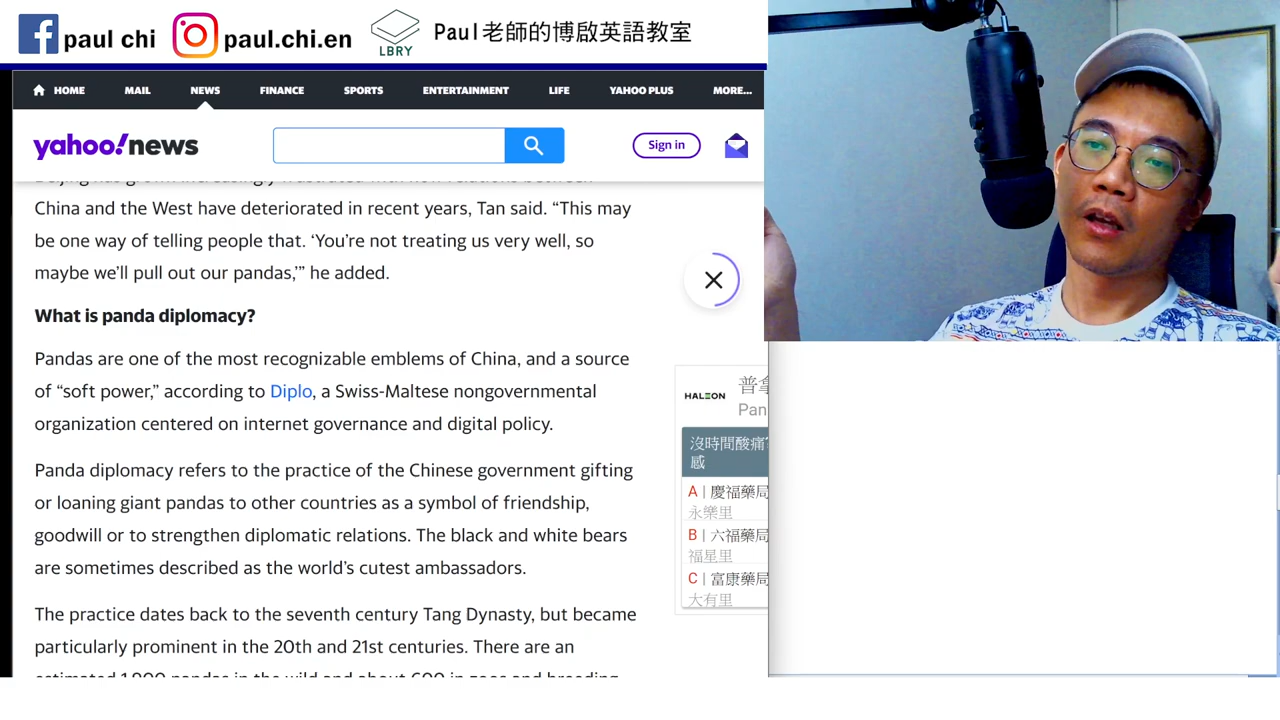 paul chi
paul.chi.en
LBRY
Paul老師的博啟英語教室
HOME MAIL NEWS FINANCE SPORTS ENTERTAINMENT LIFE YAHOO PLUS MORE...
yahoo!news
Sign in
China and the West have deteriorated in recent years, Tan said. “This may
be one way of telling people that. ‘You’re not treating us very well, so
maybe we’ll pull out our pandas,’” he added.
What is panda diplomacy?
Pandas are one of the most recognizable emblems of China, and a source
of “soft power,” according to Diplo, a Swiss-Maltese nongovernmental
organization centered on internet governance and digital policy.
Panda diplomacy refers to the practice of the Chinese government gifting
or loaning giant pandas to other countries as a symbol of friendship,
goodwill or to strengthen diplomatic relations. The black and white bears
are sometimes described as the world’s cutest ambassadors.
The practice dates back to the seventh century Tang Dynasty, but became
particularly prominent in the 20th and 21st centuries. There are an
HALEON
普拿
Pan
沒時間酸痛?
感
A | 慶福藥局
永樂里
B | 六福藥局
福星里
C | 富康藥局
大有里